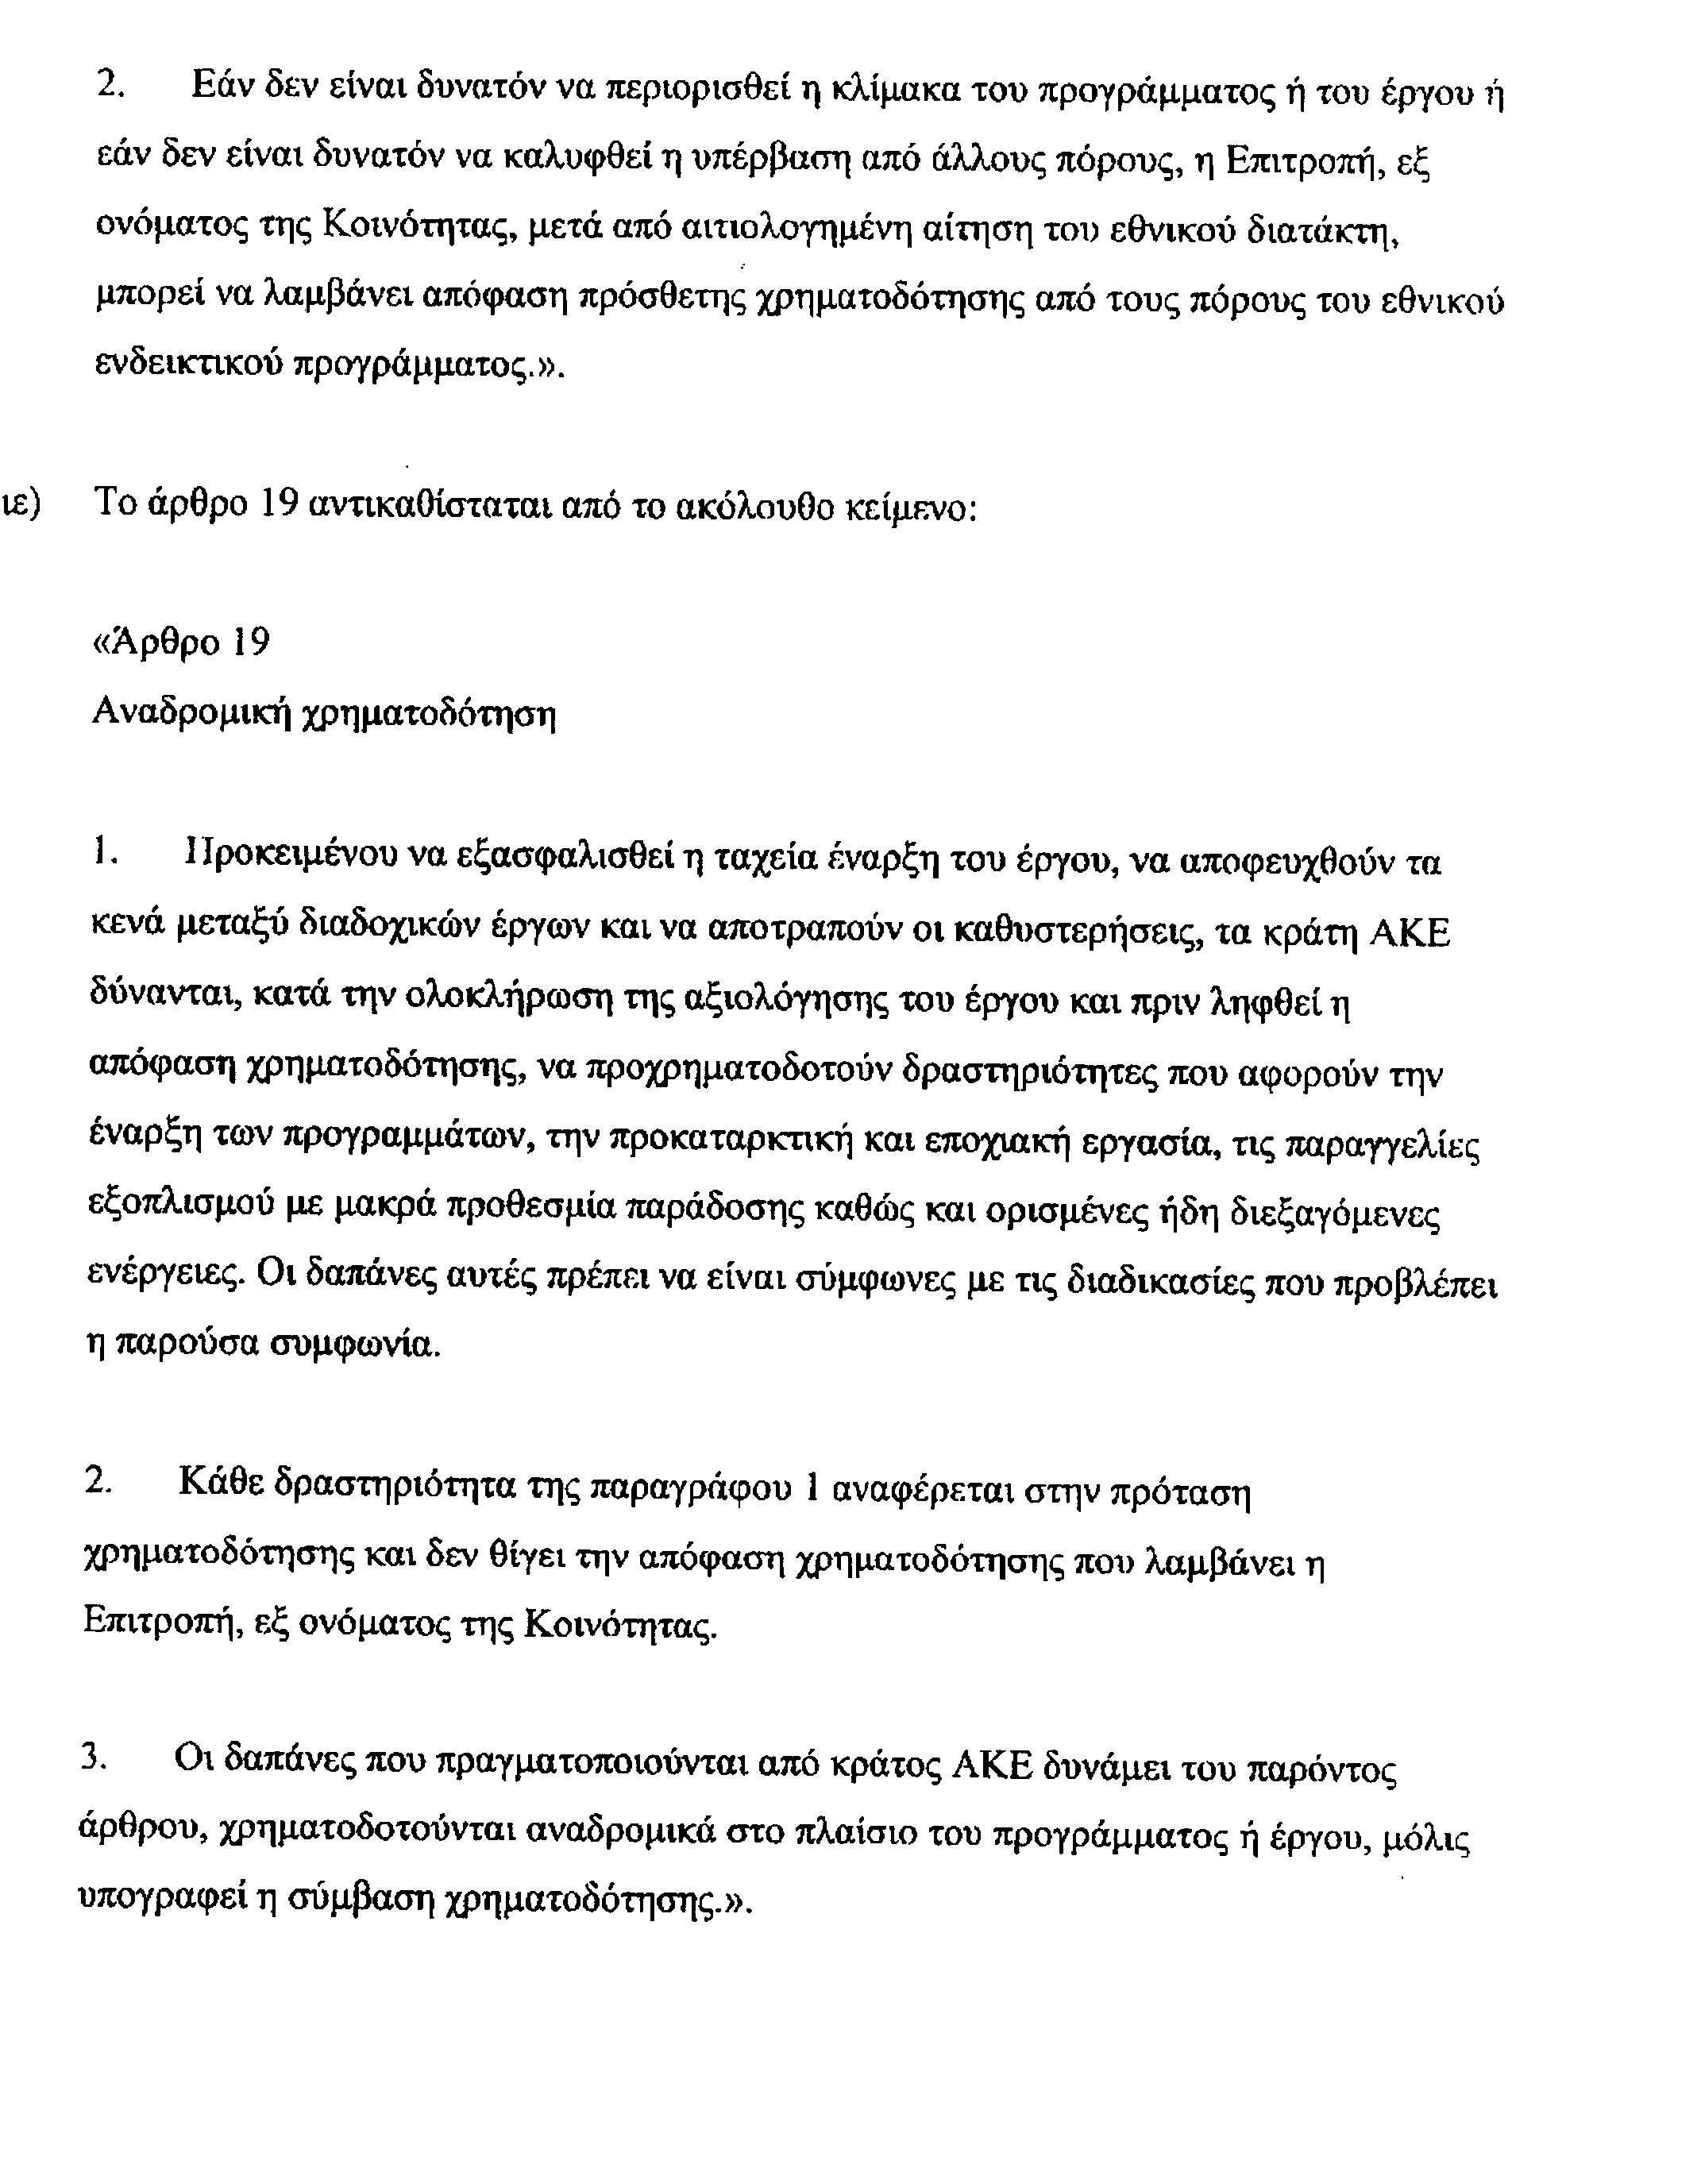 2. Εάν δεν είναι δυνατόν να περιορισθεί η κλίμακα του προγράμματος ή του έργου ή
εάν δεν είναι δυνατόν να καλυφθεί η υπέρβαση από άλλους πόρους, η Επιτροπή, εξ
ονόματος της Κοινότητας, μετά από αιτιολογημένη αίτηση του εθνικού διατάκτη,
μπορεί να λαμβάνει απόφαση πρόσθετης χρηματοδότησης από τους πόρους του εθνικού
ενδεικτικού προγράμματος.».
ιε) Το άρθρο 19 αντικαθίσταται από το ακόλουθο κείμενο:
«Άρθρο 19
Αναδρομική χρηματοδότηση
1. Προκειμένου να εξασφαλισθεί η ταχεία έναρξη του έργου, να αποφευχθούν τα
κενά μεταξύ διαδοχικών έργων και να αποτραπούν οι καθυστερήσεις, τα κράτη ΑΚΕ
δύνανται, κατά την ολοκλήρωση της αξιολόγησης του έργου και πριν ληφθεί η
απόφαση χρηματοδότησης, να προχρηματοδοτούν δραστηριότητες που αφορούν την
έναρξη των προγραμμάτων, την προκαταρκτική και εποχιακή εργασία, τις παραγγελίες
εξοπλισμού με μακρά προθεσμία παράδοσης καθώς και ορισμένες ήδη διεξαγόμενες
ενέργειες. Οι δαπάνες αυτές πρέπει να είναι σύμφωνες με τις διαδικασίες που προβλέπει
η παρούσα συμφωνία.
2. Κάθε δραστηριότητα της παραγράφου 1 αναφέρεται στην πρόταση
χρηματοδότησης και δεν θίγει την απόφαση χρηματοδότησης που λαμβάνει η
Επιτροπή, εξ ονόματος της Κοινότητας.
3. Οι δαπάνες που πραγματοποιούνται από κράτος ΑΚΕ δυνάμει του παρόντος
άρθρου, χρηματοδοτούνται αναδρομικά στο πλαίσιο του προγράμματος ή έργου, μόλις
υπογραφεί η σύμβαση χρηματοδότησης.».